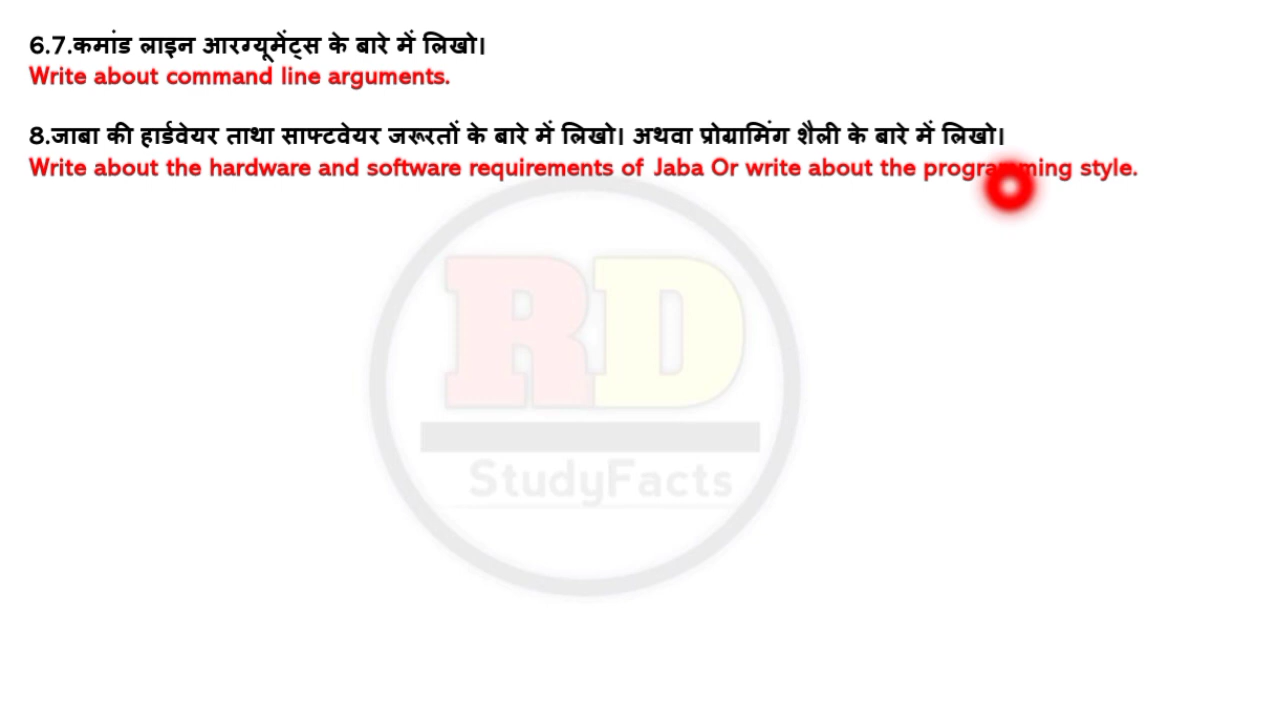 6.7.कमांड लाइन आरग्यूमेंट्स के बारे में लिखो।
Write about command line arguments.
8.जाबा की हार्डवेयर ताथा साफ्टवेयर जरूरतों के बारे में लिखो। अथवा प्रोग्रामिंग शैली के बारे में लिखो।
Write about the hardware and software requirements of Jaba Or write about the programming style.
RD
StudyFacts